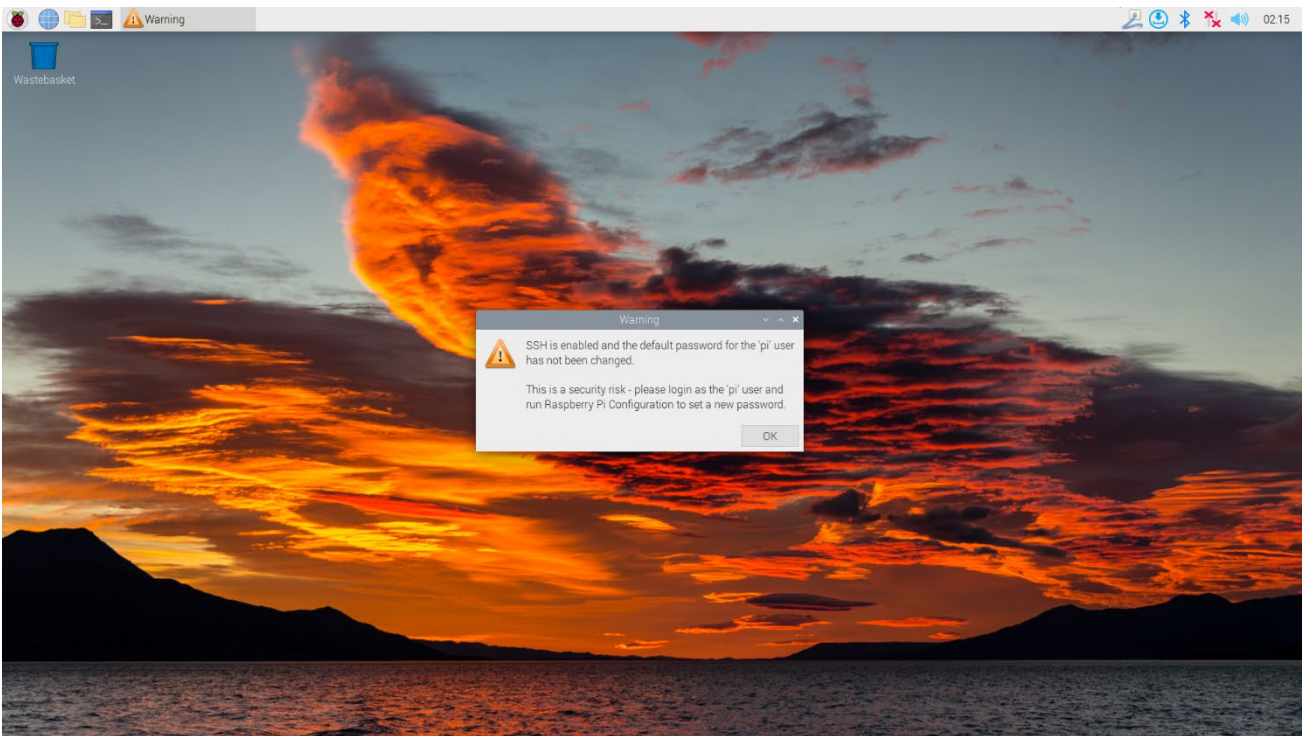 Warning
02:15
Wastebasket
Warning
SSH is enabled and the default password for the 'pi' user
has not been changed.
This is a security risk - please login as the 'pi' user and
run Raspberry Pi Configuration to set a new password.
OK